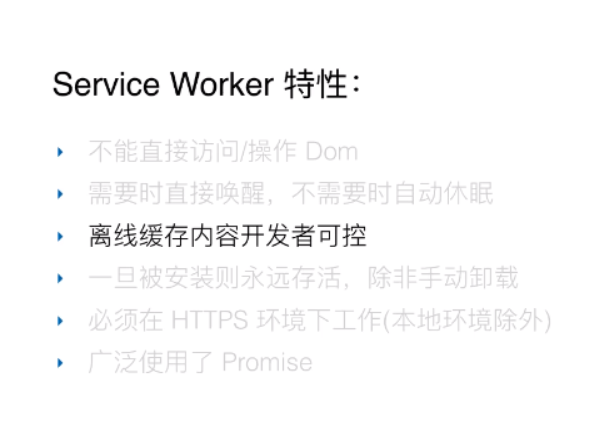 Service Worker 特性：
不能直接访问/操作 Dom
需要时直接唤醒，不需要时自动休眠
离线缓存内容开发者可控
一旦被安装则永远存活，除非手动卸载
必须在 HTTPS 环境下工作(本地环境除外)
广泛使用了 Promise